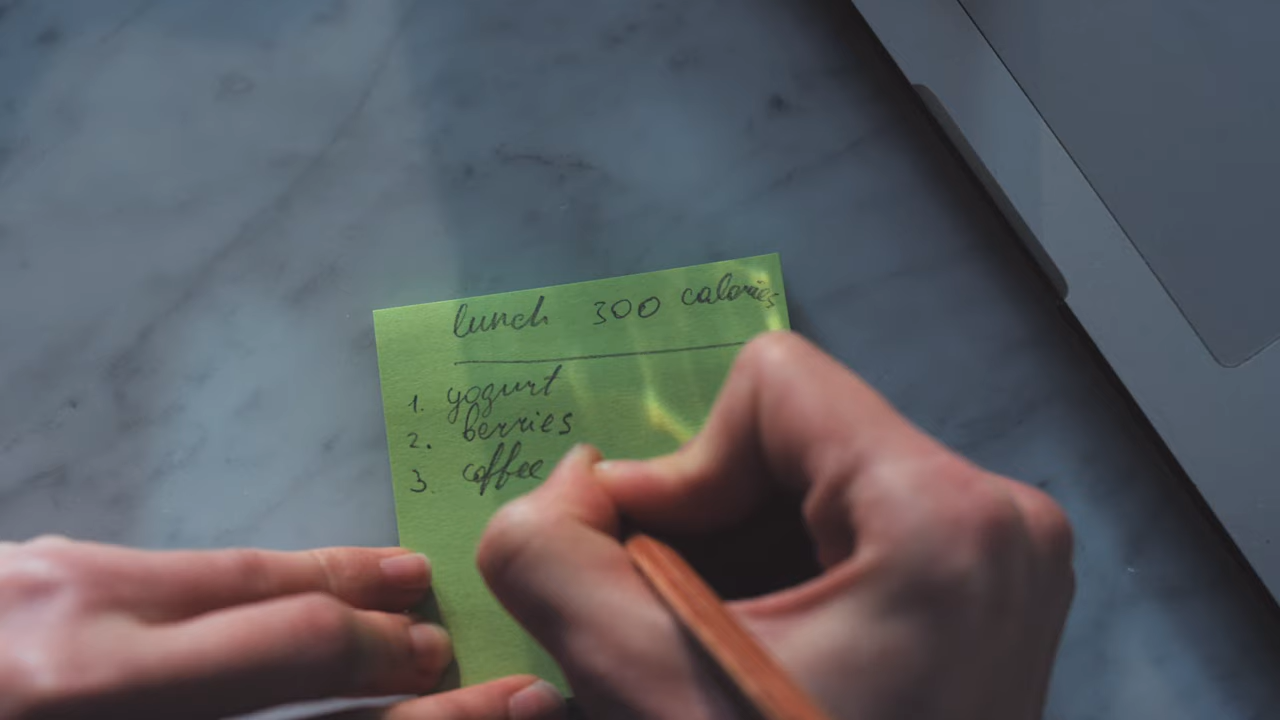 lunch 300 calories
1. yogurt
2. berries
3. coffee